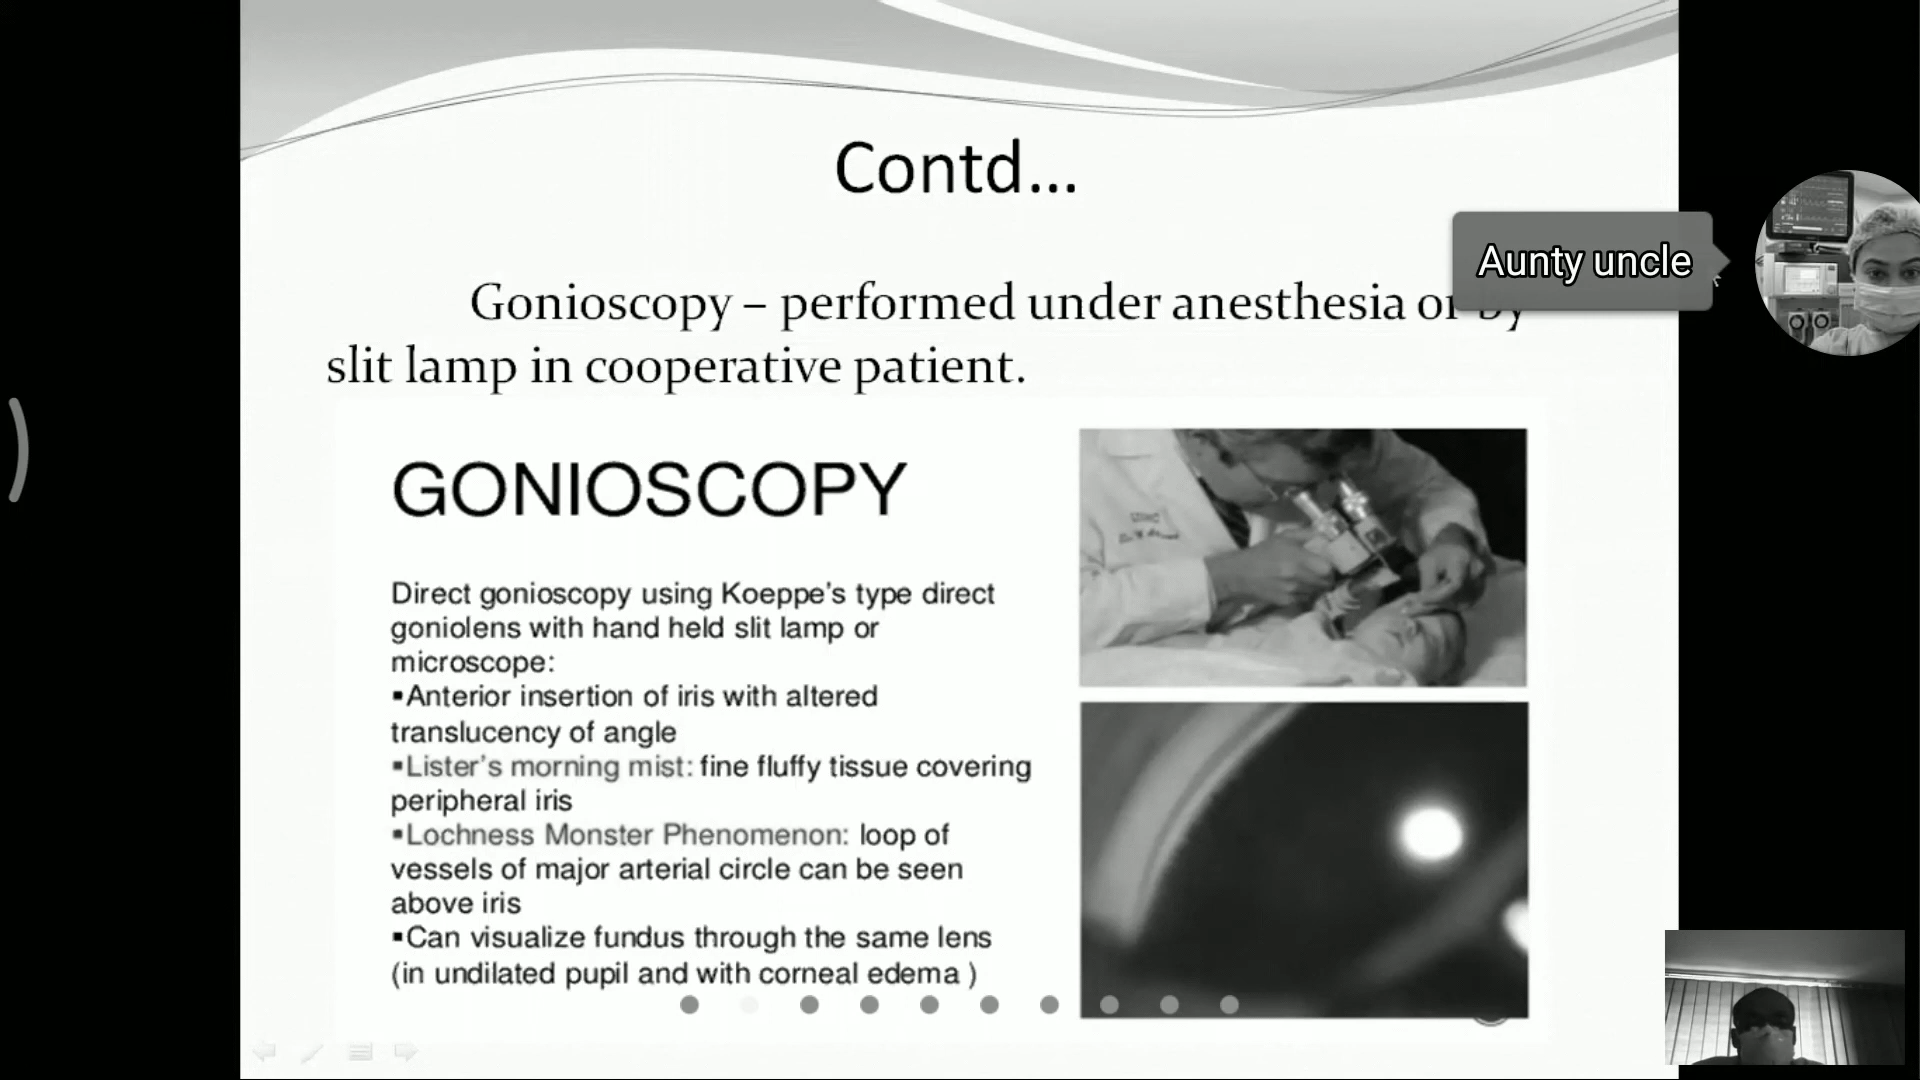 Contd...
Aunty uncle
Gonioscopy – performed under anesthesia or by
slit lamp in cooperative patient.
GONIOSCOPY
Direct gonioscopy using Koeppe's type direct
goniolens with hand held slit lamp or
microscope:
▪Anterior insertion of iris with altered
translucency of angle
▪Lister's morning mist: fine fluffy tissue covering
peripheral iris
▪Lochness Monster Phenomenon: loop of
vessels of major arterial circle can be seen
above iris
▪Can visualize fundus through the same lens
(in undilated pupil and with corneal edema )